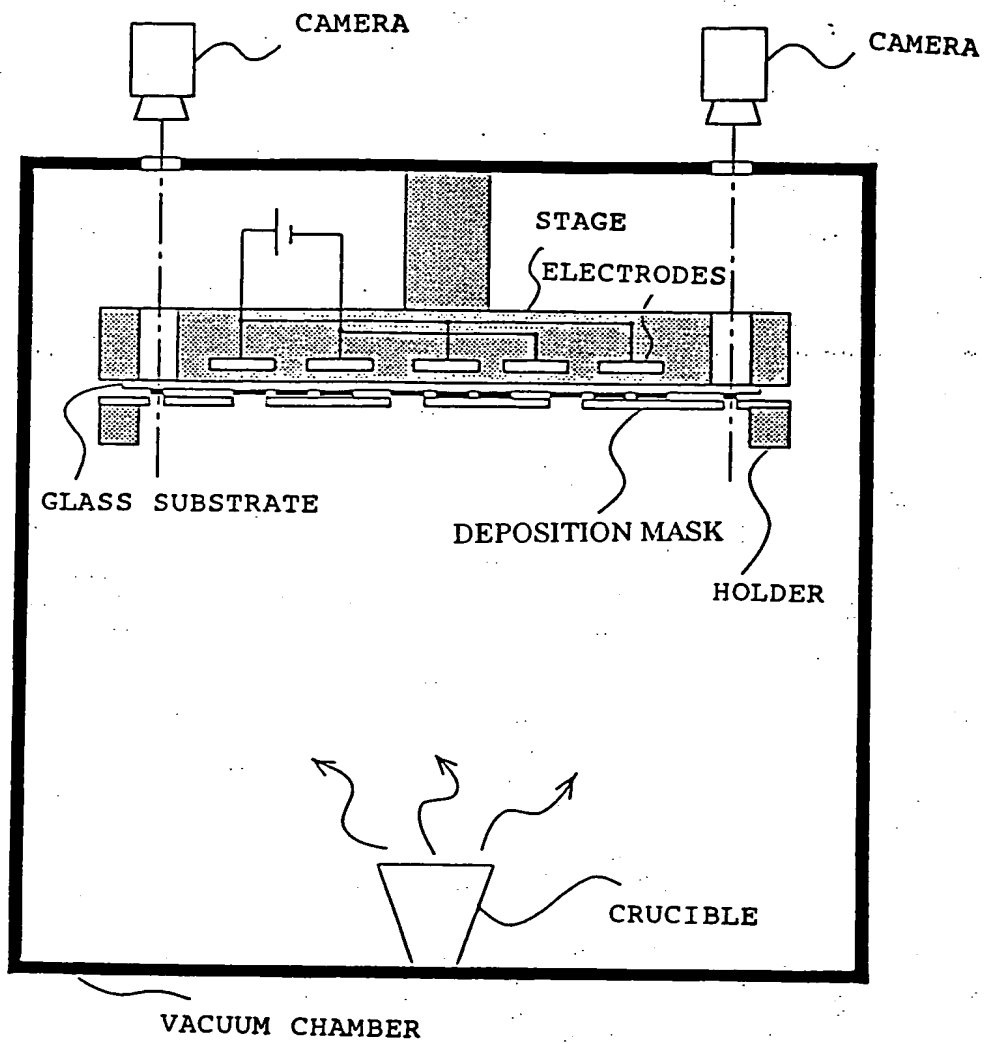 CAMERA
CAMERA
STAGE
ELECTRODES
GLASS SUBSTRATE
DEPOSITION MASK
HOLDER
CRUCIBLE
VACUUM CHAMBER